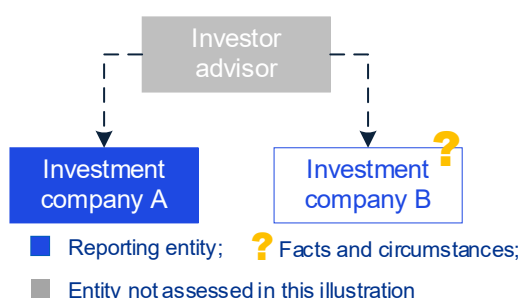 Investor
advisor
Investment
company A
Investment
company B
?
Reporting entity;
? Facts and circumstances;
Entity not assessed in this illustration